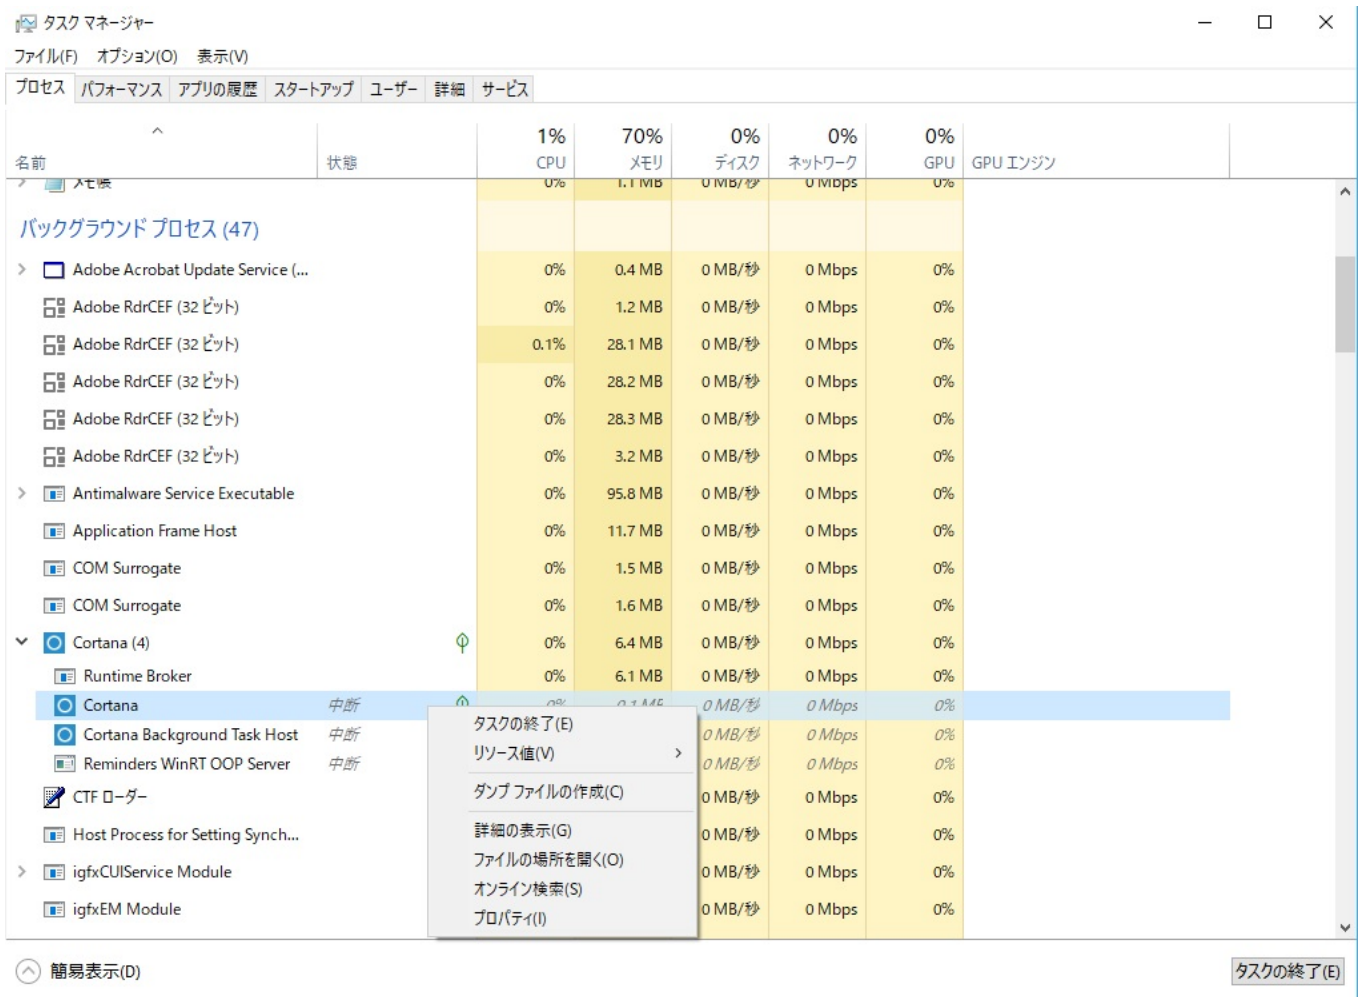 タスク マネージャー
ファイル(F) オプション(O) 表示(V)
プロセス パフォーマンス アプリの履歴 スタートアップ ユーザー 詳細 サービス
1% 70% 0% 0% 0%
名前 状態 CPU メモリ ディスク ネットワーク GPU GPU エンジン
メモ帳 0% 1.1 MB 0 MB/秒 0 Mbps 0%
バックグラウンド プロセス (47)
Adobe Acrobat Update Service (... 0% 0.4 MB 0 MB/秒 0 Mbps 0%
Adobe RdrCEF (32 ビット) 0% 1.2 MB 0 MB/秒 0 Mbps 0%
Adobe RdrCEF (32 ビット) 0.1% 28.1 MB 0 MB/秒 0 Mbps 0%
Adobe RdrCEF (32 ビット) 0% 28.2 MB 0 MB/秒 0 Mbps 0%
Adobe RdrCEF (32 ビット) 0% 28.3 MB 0 MB/秒 0 Mbps 0%
Adobe RdrCEF (32 ビット) 0% 3.2 MB 0 MB/秒 0 Mbps 0%
Antimalware Service Executable 0% 95.8 MB 0 MB/秒 0 Mbps 0%
Application Frame Host 0% 11.7 MB 0 MB/秒 0 Mbps 0%
COM Surrogate 0% 1.5 MB 0 MB/秒 0 Mbps 0%
COM Surrogate 0% 1.6 MB 0 MB/秒 0 Mbps 0%
Cortana (4) 0% 6.4 MB 0 MB/秒 0 Mbps 0%
Runtime Broker 0% 6.1 MB 0 MB/秒 0 Mbps 0%
Cortana 中断 0% 0.1 MB 0 MB/秒 0 Mbps 0%
Cortana Background Task Host 中断 0 MB/秒 0 Mbps 0%
Reminders WinRT OOP Server 中断 0 MB/秒 0 Mbps 0%
CTF ローダー 0 MB/秒 0 Mbps 0%
Host Process for Setting Synch... 0 MB/秒 0 Mbps 0%
igfxCUIService Module 0 MB/秒 0 Mbps 0%
igfxEM Module 0 MB/秒 0 Mbps 0%
タスクの終了(E)
リソース値(V)
ダンプ ファイルの作成(C)
詳細の表示(G)
ファイルの場所を開く(O)
オンライン検索(S)
プロパティ(I)
簡易表示(D) タスクの終了(E)